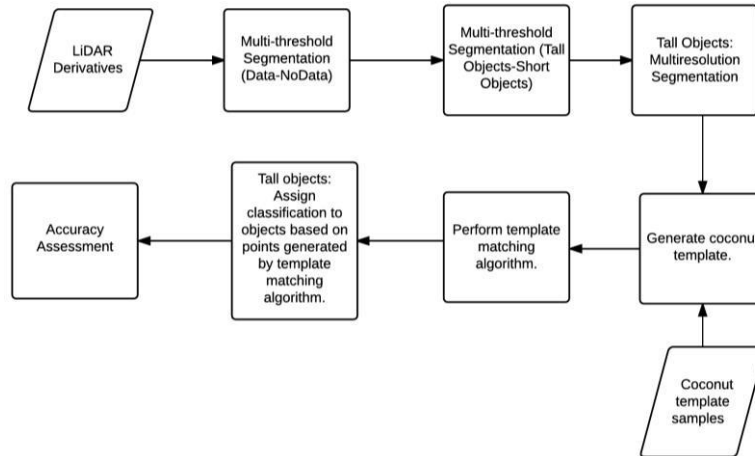 LiDAR
Derivatives
Multi-threshold
Segmentation
(Data-NoData)
Multi-threshold
Segmentation (Tall
Objects-Short
Objects)
Tall Objects:
Multiresolution
Segmentation
Generate coconut
template.
Coconut
template
samples
Perform template
matching
algorithm.
Tall objects:
Assign
classification to
objects based on
points generated
by template
matching
algorithm.
Accuracy
Assessment